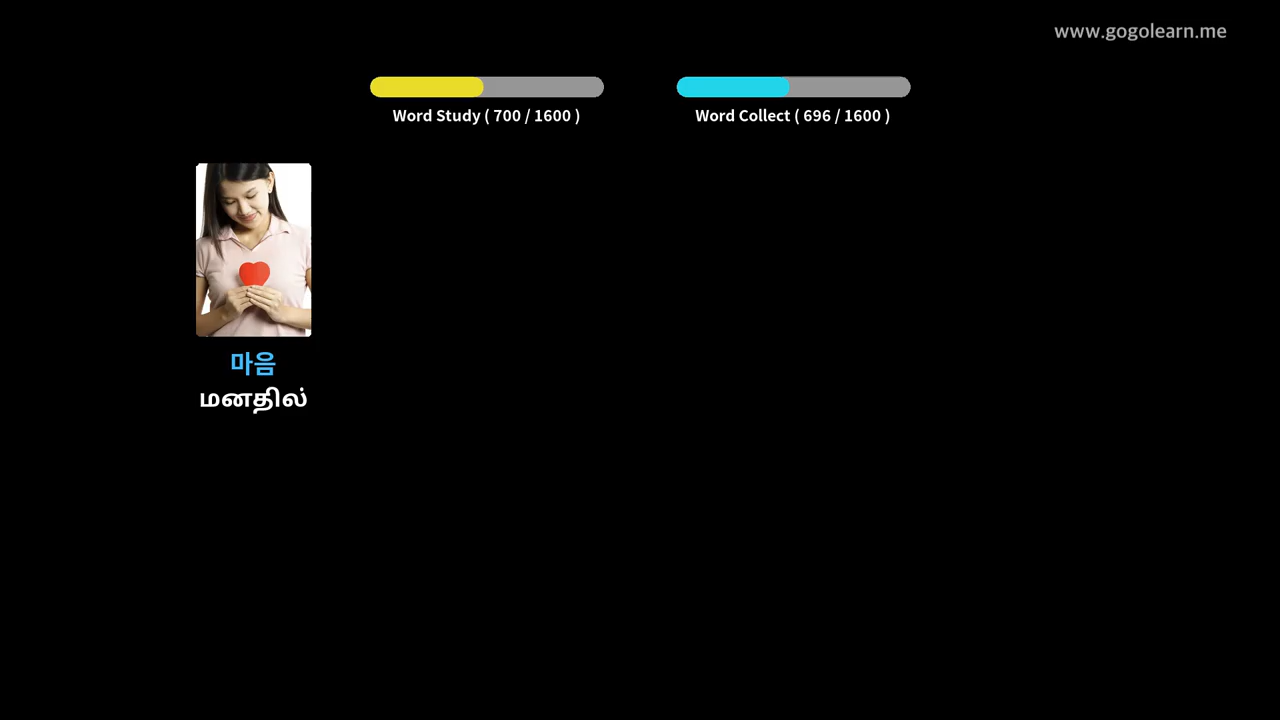 www.gogolearn.me
Word Study ( 700 / 1600 )
Word Collect ( 696 / 1600 )
마음
மனதில்